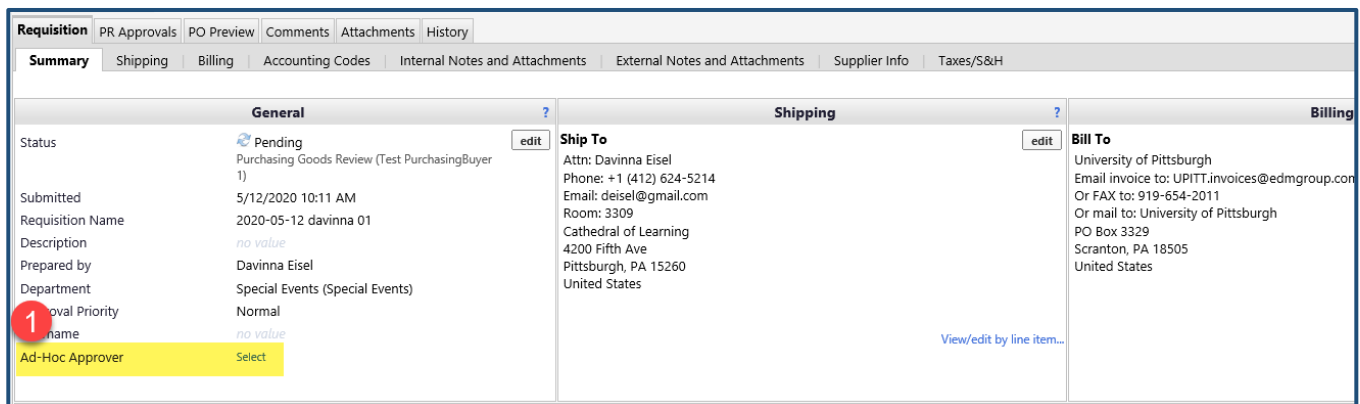 Requisition PR Approvals PO Preview Comments Attachments History
Summary Shipping Billing Accounting Codes Internal Notes and Attachments External Notes and Attachments Supplier Info Taxes/S&H
General ?
Status Pending edit
Purchasing Goods Review (Test PurchasingBuyer
1)
Submitted 5/12/2020 10:11 AM
Requisition Name 2020-05-12 davinna 01
Description no value
Prepared by Davinna Eisel
Department Special Events (Special Events)
oval Priority Normal
1
name no value
Ad-Hoc Approver Select
Shipping ?
Ship To edit
Attn: Davinna Eisel
Phone: +1 (412) 624-5214
Email: deisel@gmail.com
Room: 3309
Cathedral of Learning
4200 Fifth Ave
Pittsburgh, PA 15260
United States
View/edit by line item...
Billing
Bill To
University of Pittsburgh
Email invoice to: UPITT.invoices@edmgroup.com
Or FAX to: 919-654-2011
Or mail to: University of Pittsburgh
PO Box 3329
Scranton, PA 18505
United States